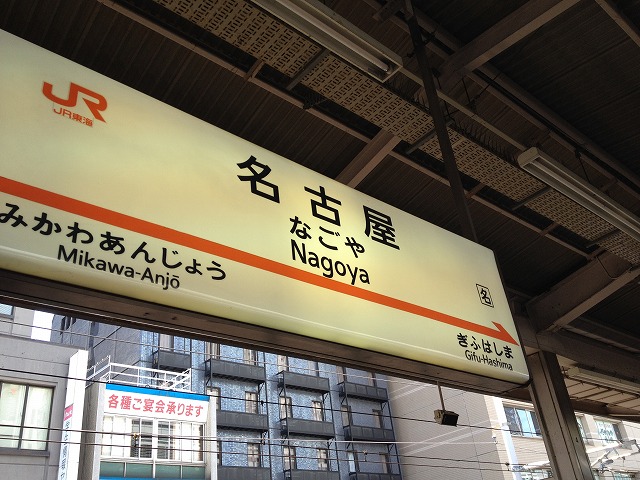 JR
JR東海
名古屋
なごや
Nagoya
名
みかわあんじょう
Mikawa-Anjō
ぎふはしま
Gifu-Hashima
各種ご宴会承ります